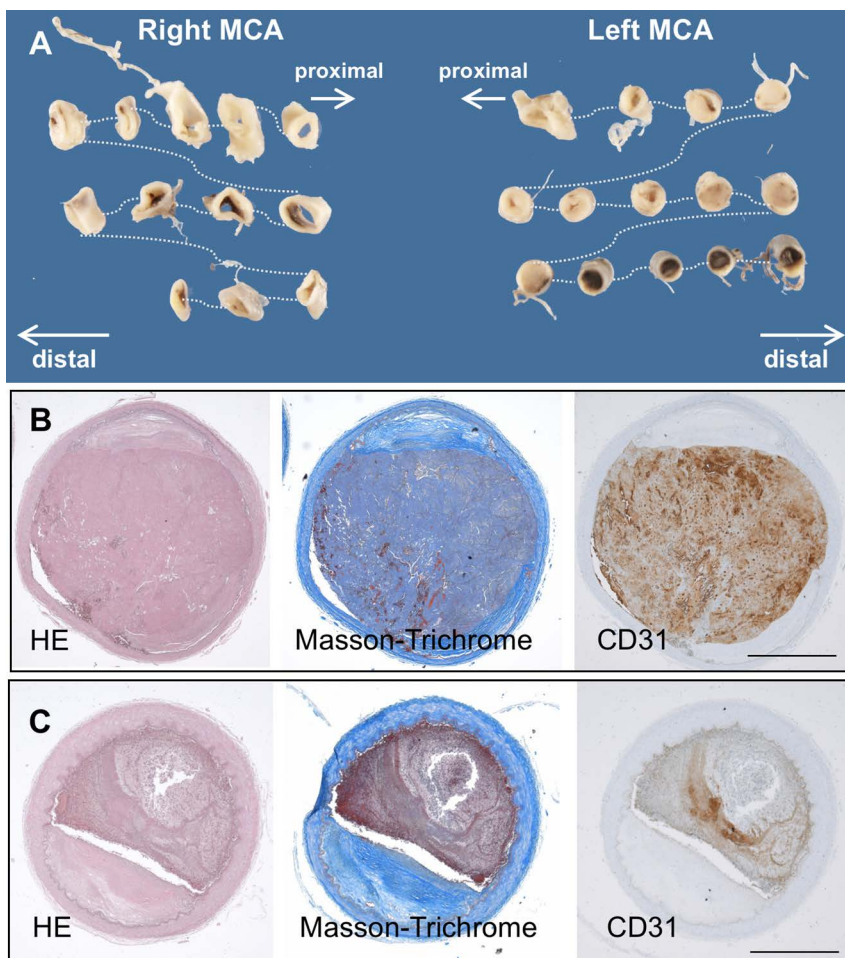 A
Right MCA
Left MCA
proximal
proximal
distal
distal
B
HE
Masson-Trichrome
CD31
C
HE
Masson-Trichrome
CD31